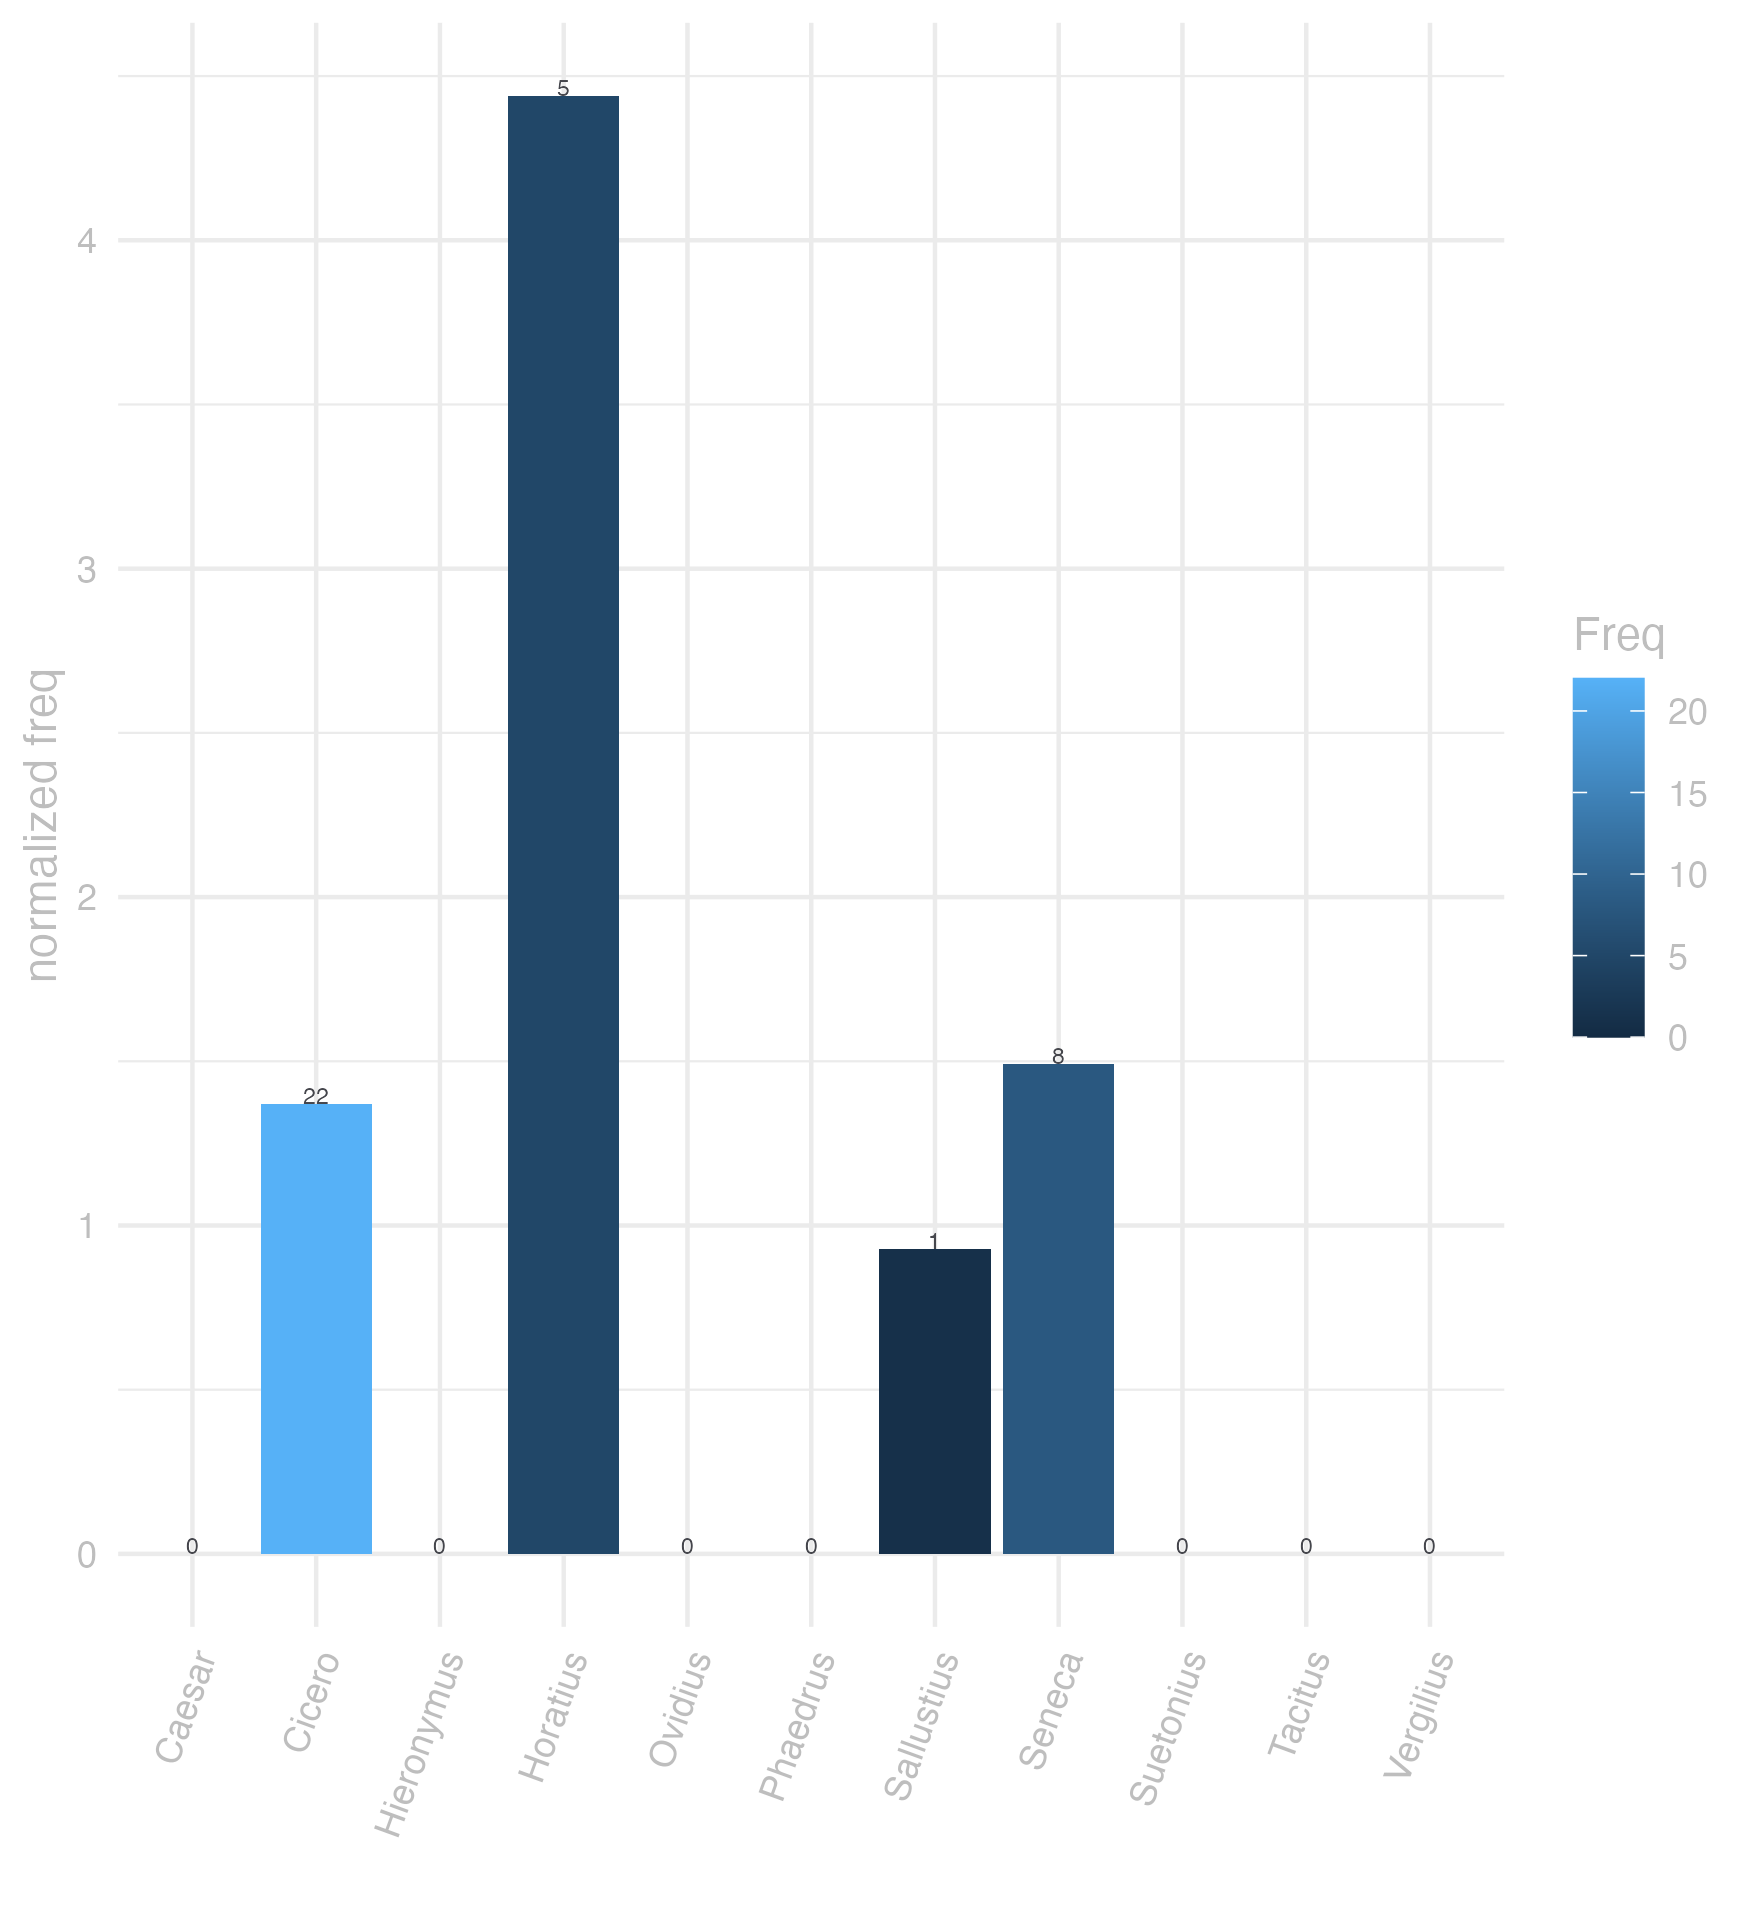 5
4
3
2
1
0
normalized freq
22
8
1
0
0
0
0
0
0
0
Caesar
Cicero
Hieronymus
Horatius
Ovidius
Phaedrus
Sallustius
Seneca
Suetonius
Tacitus
Vergilius
Freq
20
15
10
5
0